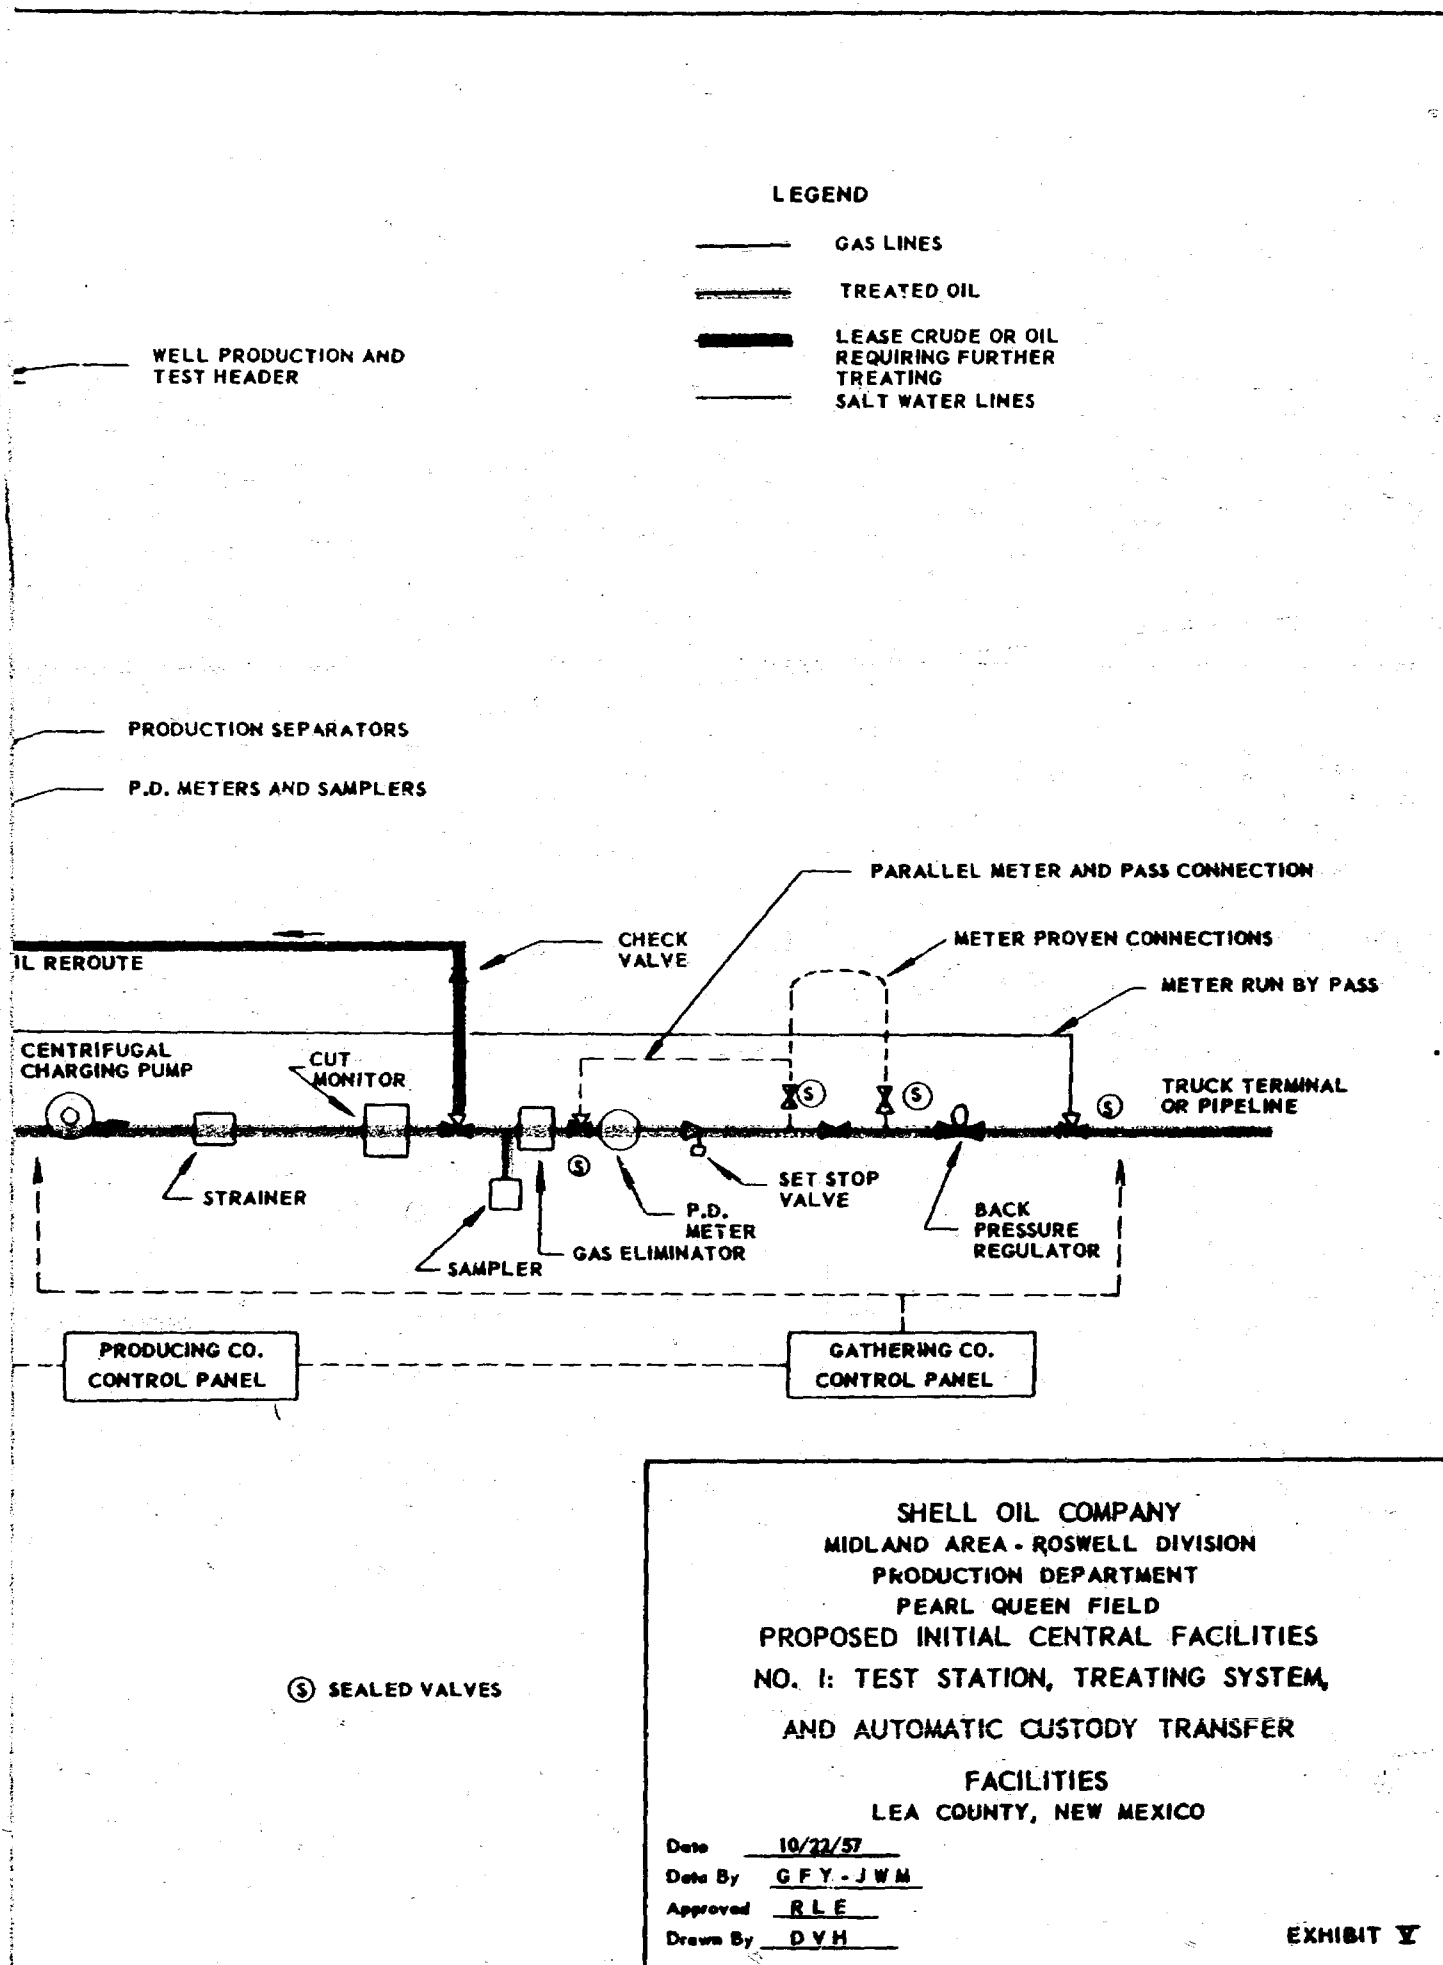 LEGEND
GAS LINES
TREATED OIL
LEASE CRUDE OR OIL
REQUIRING FURTHER
TREATING
SALT WATER LINES
WELL PRODUCTION AND
TEST HEADER
PRODUCTION SEPARATORS
P.D. METERS AND SAMPLERS
PARALLEL METER AND PASS CONNECTION
CHECK
VALVE
METER PROVEN CONNECTIONS
IL REROUTE
METER RUN BY PASS
CENTRIFUGAL
CHARGING PUMP
CUT
MONITOR
S
S
S
TRUCK TERMINAL
OR PIPELINE
S
STRAINER
SET STOP
VALVE
P.D.
METER
BACK
PRESSURE
REGULATOR
GAS ELIMINATOR
SAMPLER
PRODUCING CO.
CONTROL PANEL
GATHERING CO.
CONTROL PANEL
S SEALED VALVES
SHELL OIL COMPANY
MIDLAND AREA - ROSWELL DIVISION
PRODUCTION DEPARTMENT
PEARL QUEEN FIELD
PROPOSED INITIAL CENTRAL FACILITIES
NO. I: TEST STATION, TREATING SYSTEM,
AND AUTOMATIC CUSTODY TRANSFER
FACILITIES
LEA COUNTY, NEW MEXICO
Date 10/22/57
Data By G F Y - J W M
Approved R L E
Drawn By D V H
EXHIBIT V